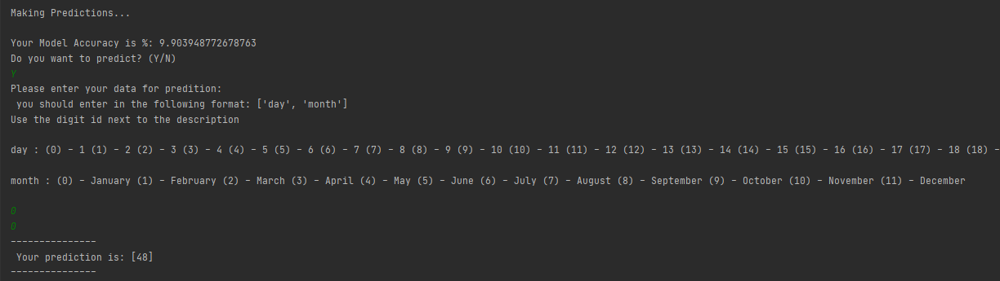 Making Predictions...
Your Model Accuracy is %: 9.903948772678763
Do you want to predict? (Y/N)
Y
Please enter your data for predition:
you should enter in the following format: ['day', 'month']
Use the digit id next to the description
day : (0) - 1 (1) - 2 (2) - 3 (3) - 4 (4) - 5 (5) - 6 (6) - 7 (7) - 8 (8) - 9 (9) - 10 (10) - 11 (11) - 12 (12) - 13 (13) - 14 (14) - 15 (15) - 16 (16) - 17 (17) - 18 (18) -
month : (0) - January (1) - February (2) - March (3) - April (4) - May (5) - June (6) - July (7) - August (8) - September (9) - October (10) - November (11) - December
0
0
---------------
Your prediction is: [48]
---------------